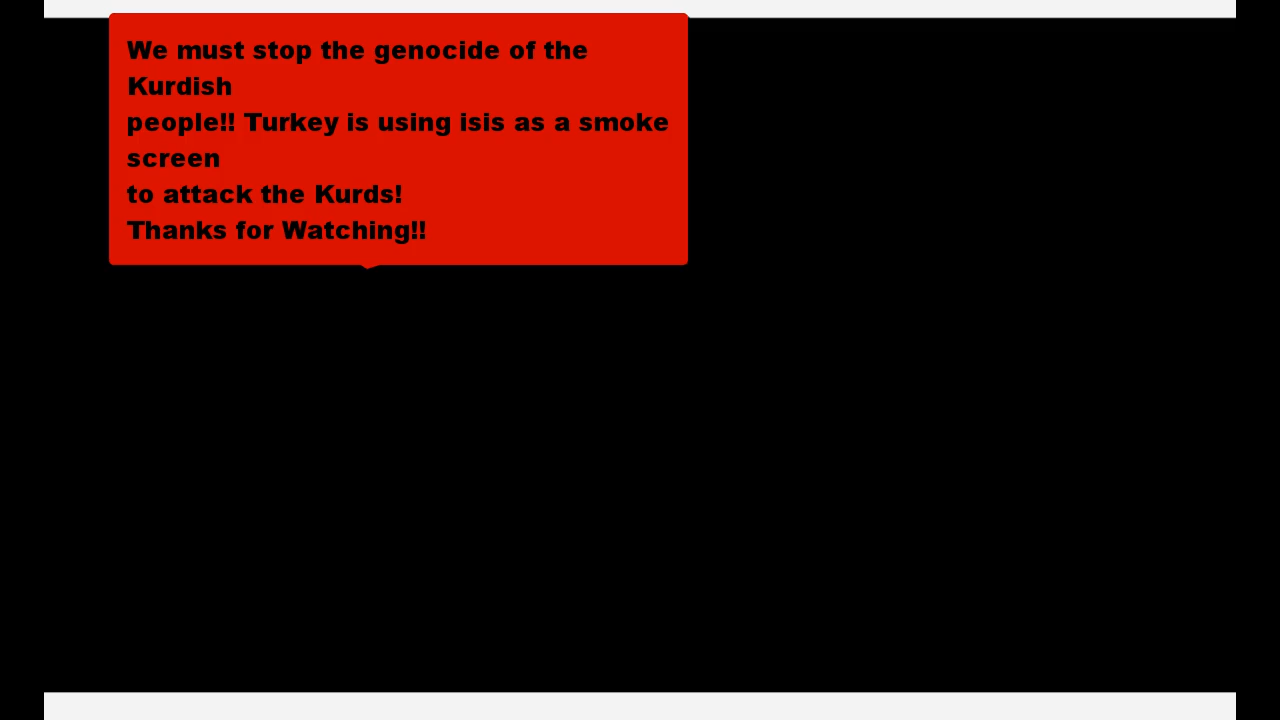 We must stop the genocide of the
Kurdish
people!! Turkey is using isis as a smoke
screen
to attack the Kurds!
Thanks for Watching!!